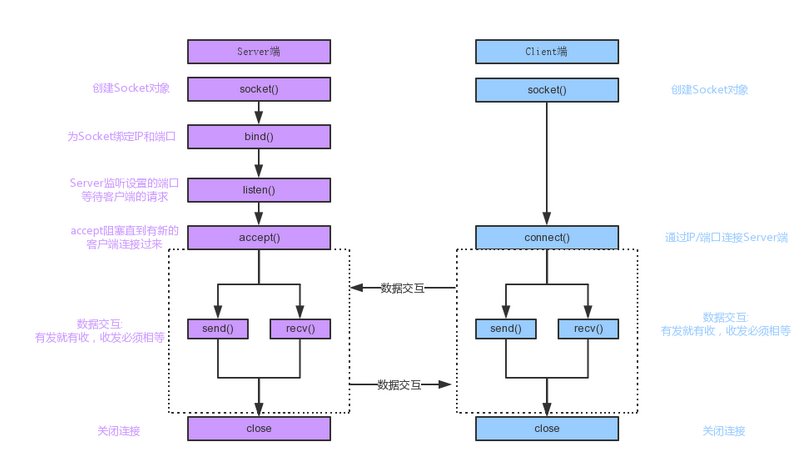 Server端
Client端
创建Socket对象
socket()
socket()
创建Socket对象
为Socket绑定IP和端口
bind()
Server监听设置的端口
等待客户端的请求
listen()
accept阻塞直到有新的
客户端连接过来
accept()
connect()
通过IP/端口连接Server端
数据交互
数据交互:
有发就有收，收发必须相等
send()
recv()
send()
recv()
数据交互:
有发就有收，收发必须相等
数据交互
关闭连接
close
close
关闭连接